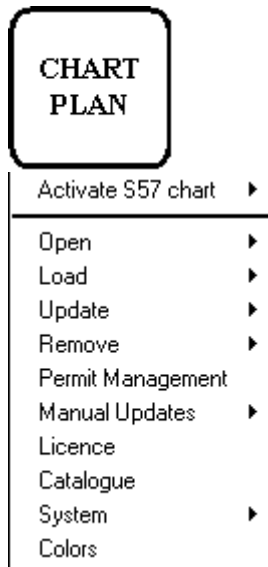 CHART
PLAN
Activate S57 chart
Open
Load
Update
Remove
Permit Management
Manual Updates
Licence
Catalogue
System
Colors